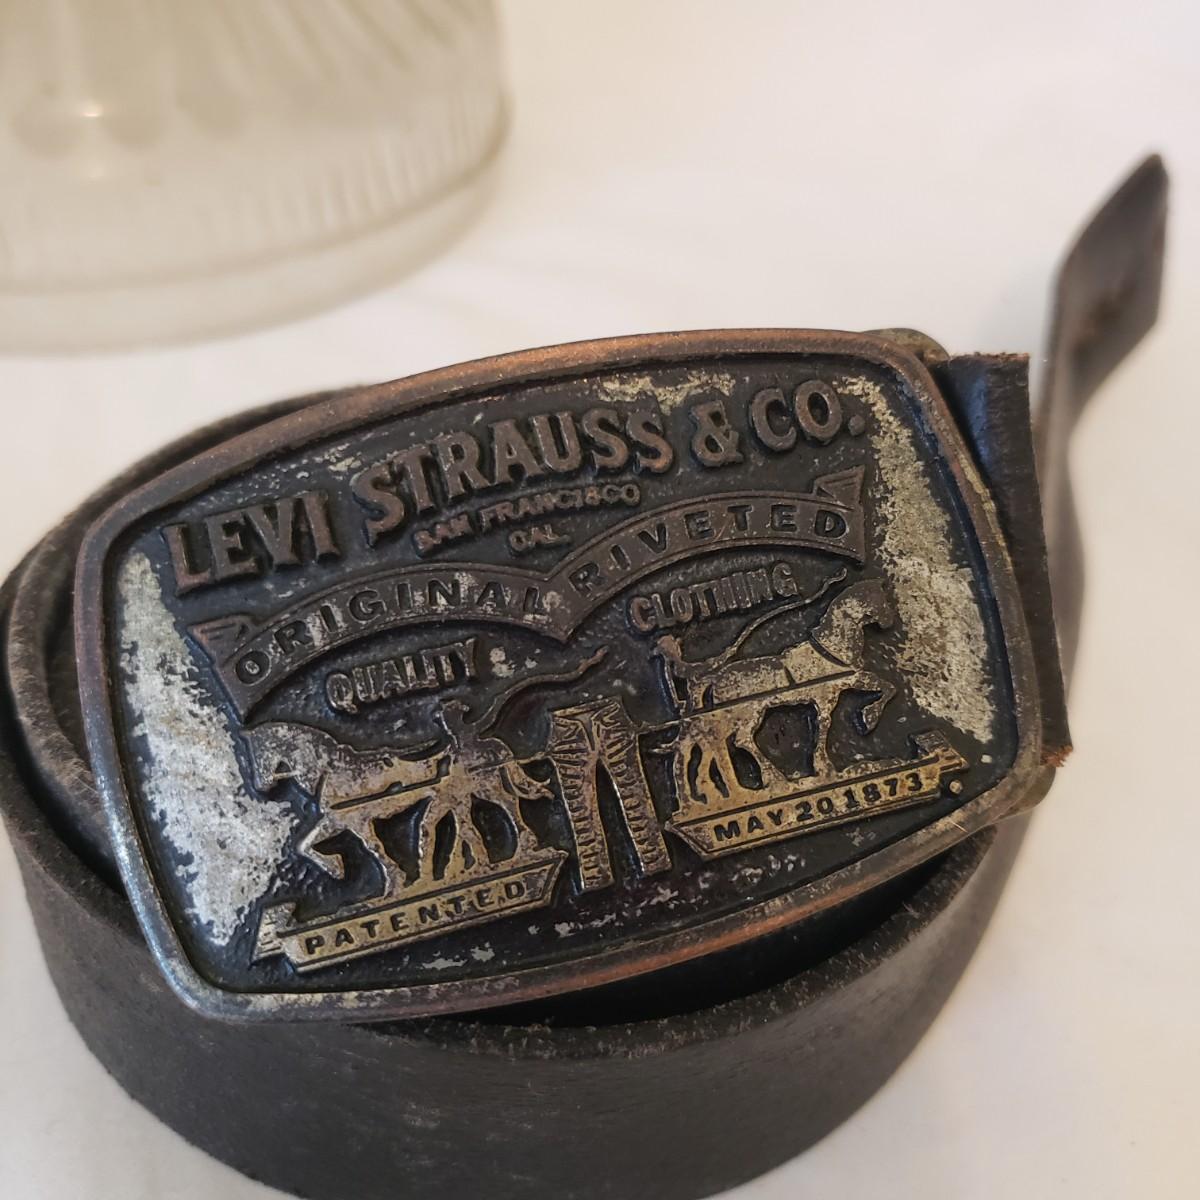 LEVI STRAUSS & CO.
SAN FRANCISCO
CAL.
ORIGINAL RIVETED
QUALITY CLOTHING
PATENTED MAY 20 1873